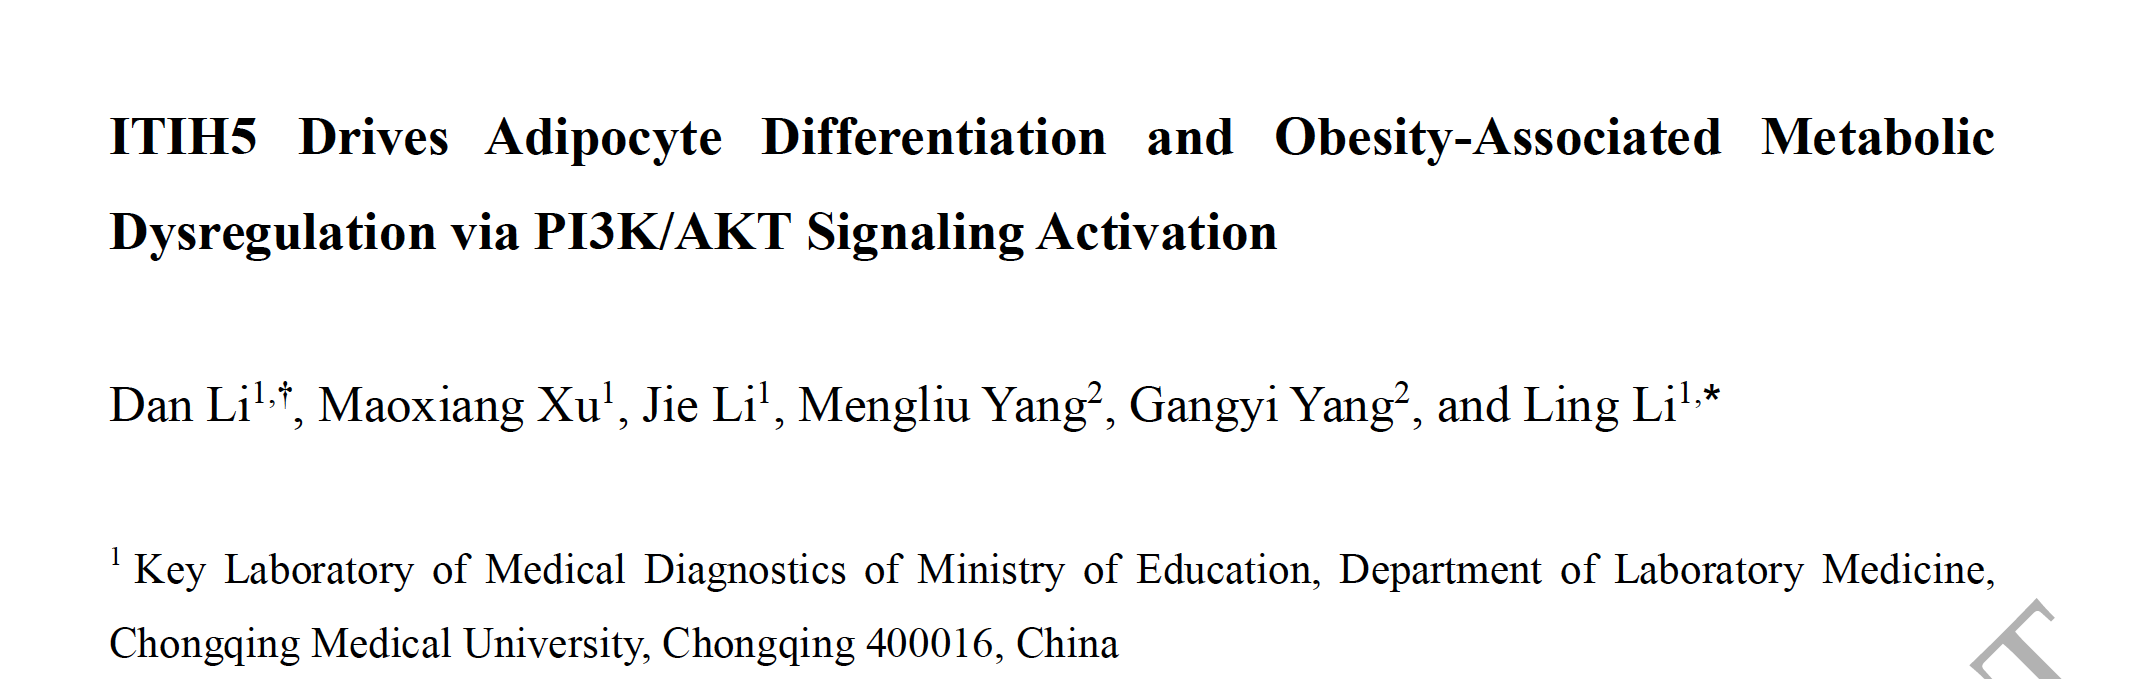 ITIH5 Drives Adipocyte Differentiation and Obesity-Associated Metabolic
Dysregulation via PI3K/AKT Signaling Activation
Dan Li1,†, Maoxiang Xu1, Jie Li1, Mengliu Yang2, Gangyi Yang2, and Ling Li1,*
1 Key Laboratory of Medical Diagnostics of Ministry of Education, Department of Laboratory Medicine,
Chongqing Medical University, Chongqing 400016, China
T